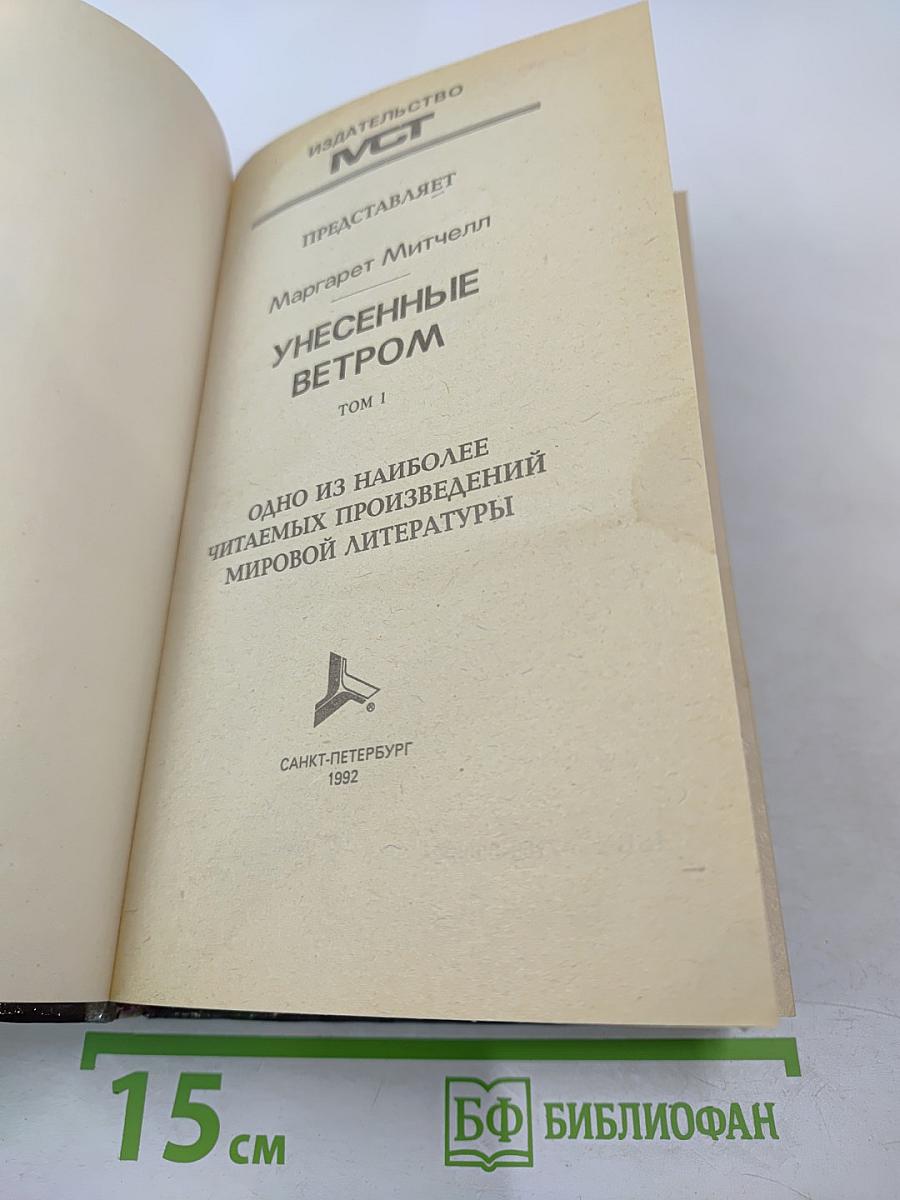 ИЗДАТЕЛЬСТВО
МСТ
ПРЕДСТАВЛЯЕТ
Маргарет Митчелл
УНЕСЕННЫЕ
ВЕТРОМ
ТОМ 1
ОДНО ИЗ НАИБОЛЕЕ
ЧИТАЕМЫХ ПРОИЗВЕДЕНИЙ
МИРОВОЙ ЛИТЕРАТУРЫ
®
САНКТ-ПЕТЕРБУРГ
1992
15 см
БФ БИБЛИОФАН